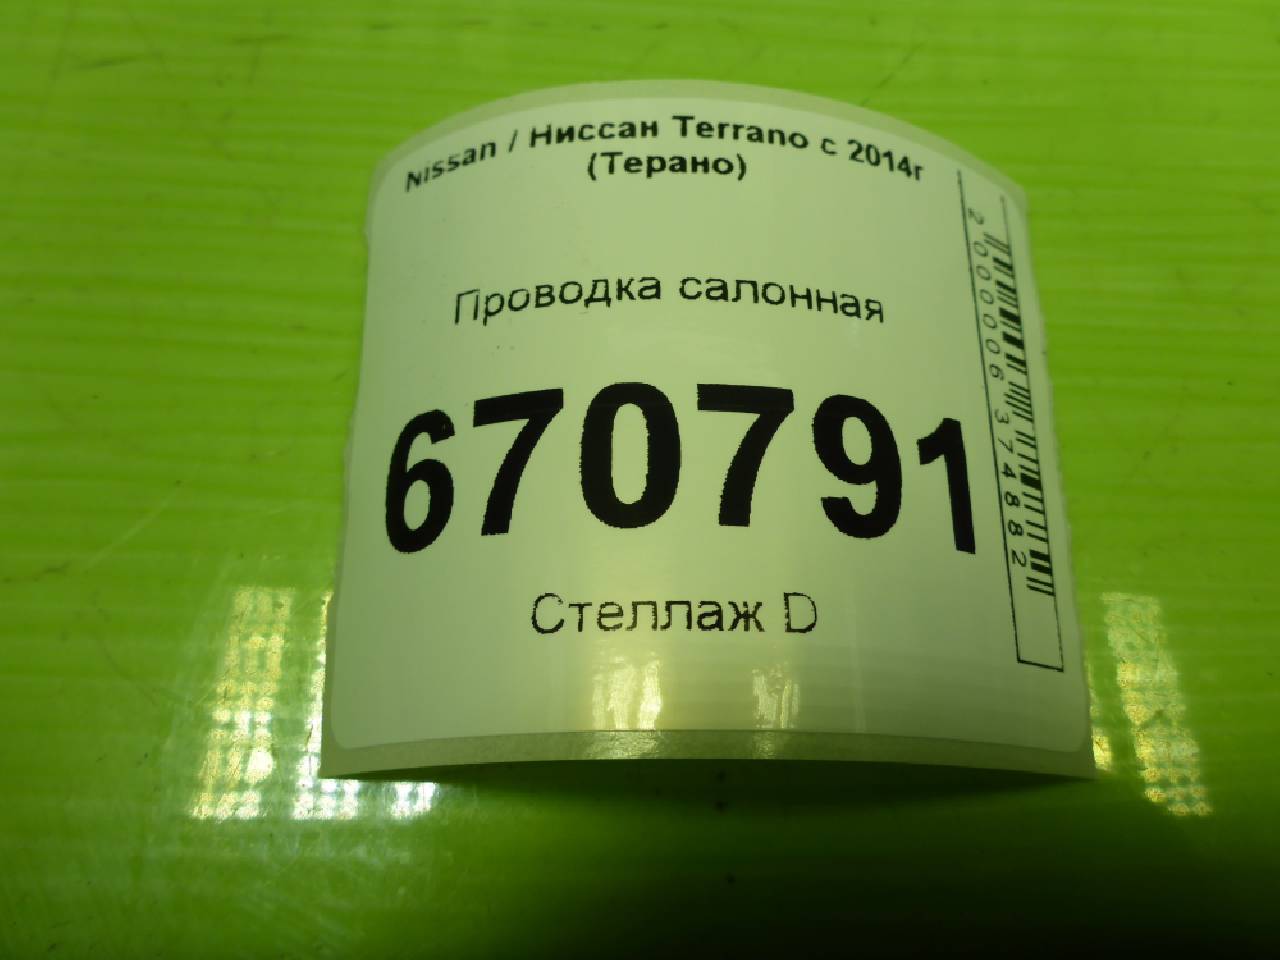 Nissan / Ниссан Terrano с 2014г
(Терано)
Проводка салонная
670791
Стеллаж D
2000006374882